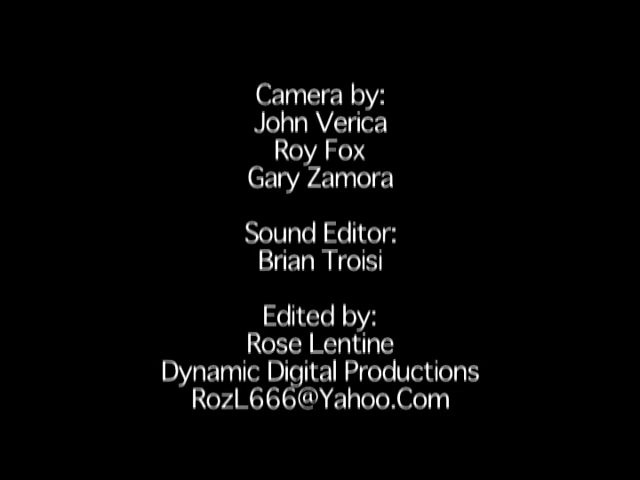 Camera by:
John Verica
Roy Fox
Gary Zamora
Sound Editor:
Brian Troisi
Edited by:
Rose Lentine
Dynamic Digital Productions
RozL666@Yahoo.Com